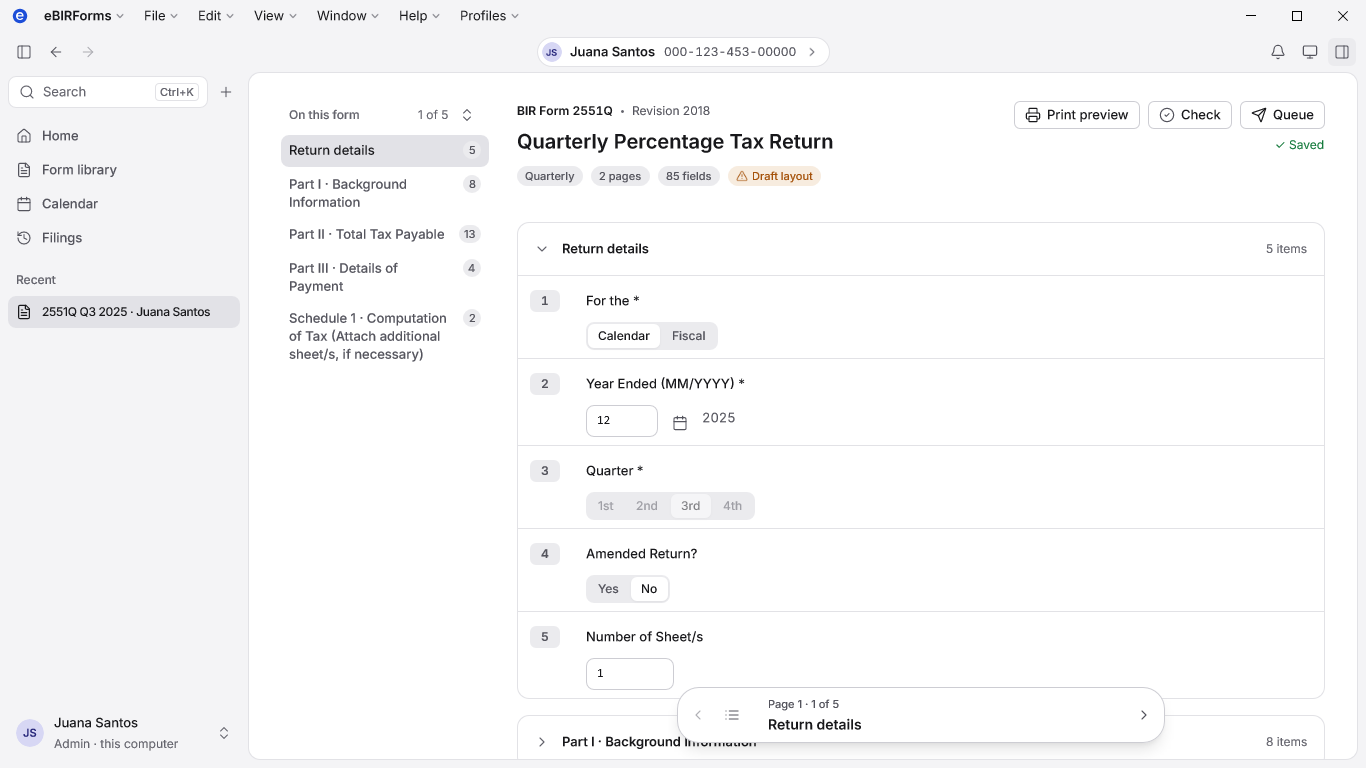 eBIRForms
File
Edit
View
Window
Help
Profiles
JS
Juana Santos 000-123-453-00000
Search
Ctrl+K
Home
Form library
Calendar
Filings
Recent
2551Q Q3 2025 · Juana Santos
JS
Juana Santos
Admin · this computer
On this form
1 of 5
Return details
5
Part I · Background
Information
8
Part II · Total Tax Payable
13
Part III · Details of
Payment
4
Schedule 1 · Computation
of Tax (Attach additional
sheet/s, if necessary)
2
BIR Form 2551Q • Revision 2018
Quarterly Percentage Tax Return
Quarterly
2 pages
85 fields
Draft layout
Print preview
Check
Queue
Saved
Return details
5 items
1
For the *
Calendar
Fiscal
2
Year Ended (MM/YYYY) *
12
2025
3
Quarter *
1st
2nd
3rd
4th
4
Amended Return?
Yes
No
5
Number of Sheet/s
1
Page 1 · 1 of 5
Return details
Part I · Background Information
8 items